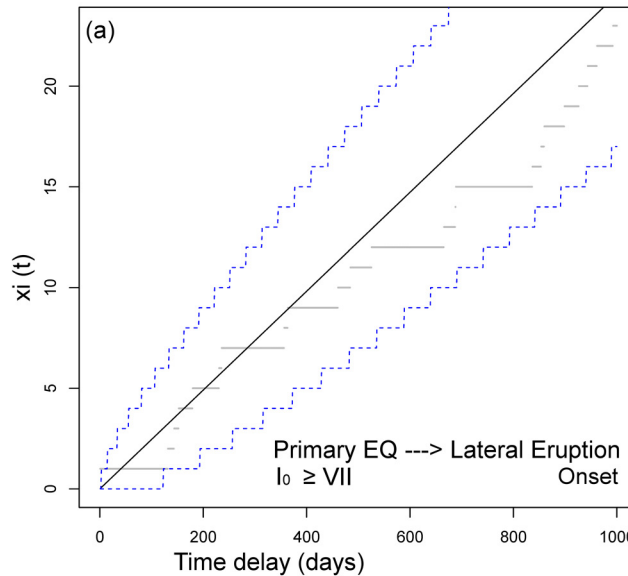 (a)
20
15
10
5
0
xi (t)
Primary EQ ---> Lateral Eruption
I₀ ≥ VII Onset
0 200 400 600 800 1000
Time delay (days)